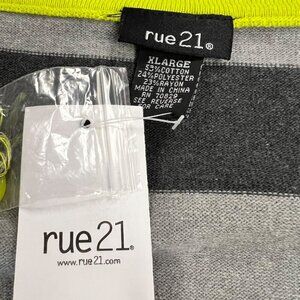 rue21®
XLARGE
53%COTTON
24%POLYESTER
23%RAYON
MADE IN CHINA
RN 70829
SEE REVERSE
FOR CARE
rue21®
www.rue21.com